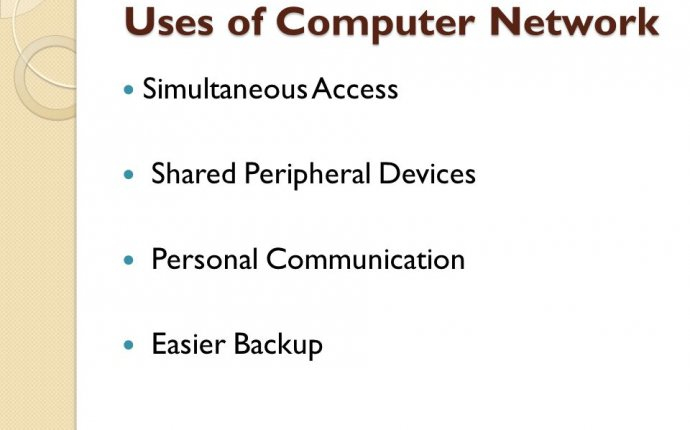 Uses of Computer Network
• Simultaneous Access
• Shared Peripheral Devices
• Personal Communication
• Easier Backup